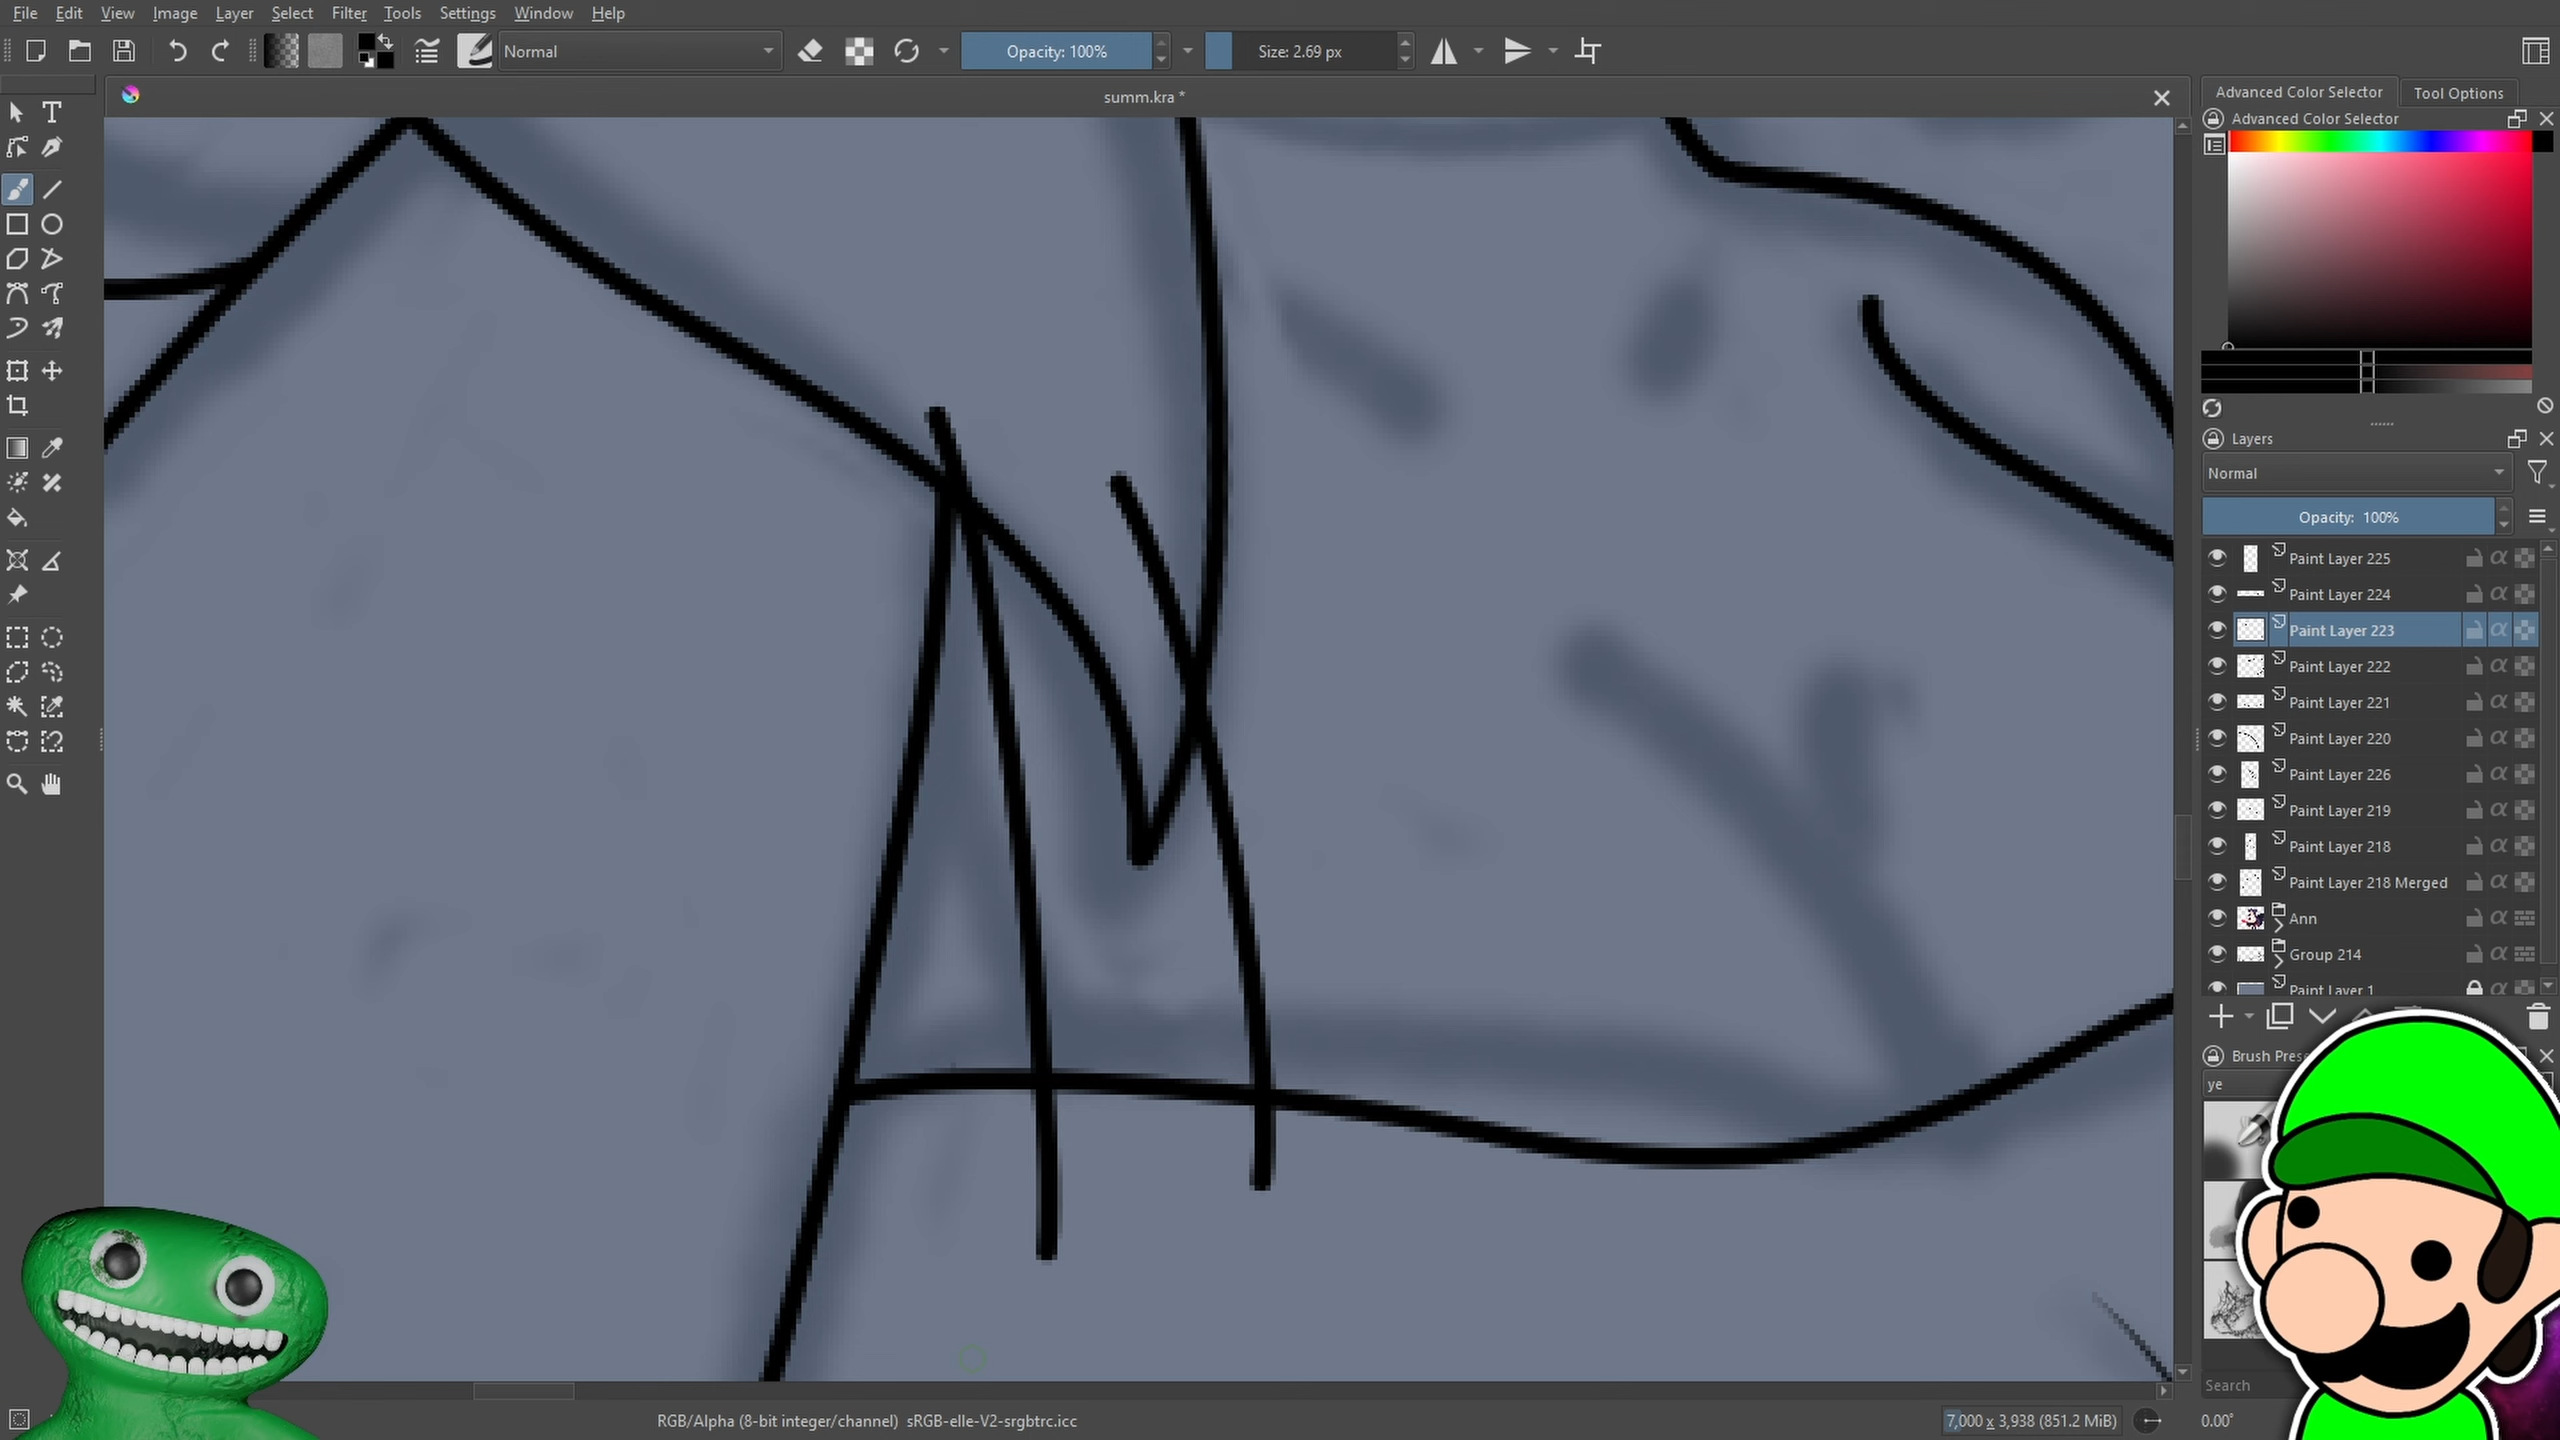 File Edit View Image Layer Select Filter Tools Settings Window Help
Normal Opacity: 100% Size: 2.69 px
summ.kra *
Advanced Color Selector Tool Options
Advanced Color Selector
Layers
Normal
Opacity: 100%
Paint Layer 225
Paint Layer 224
Paint Layer 223
Paint Layer 222
Paint Layer 221
Paint Layer 220
Paint Layer 226
Paint Layer 219
Paint Layer 218
Paint Layer 218 Merged
Ann
Group 214
Paint Layer 1
Brush Pres
ye
Search
RGB/Alpha (8-bit integer/channel) sRGB-elle-V2-srgbtrc.icc 7,000 x 3,938 (851.2 MiB) 0.00°